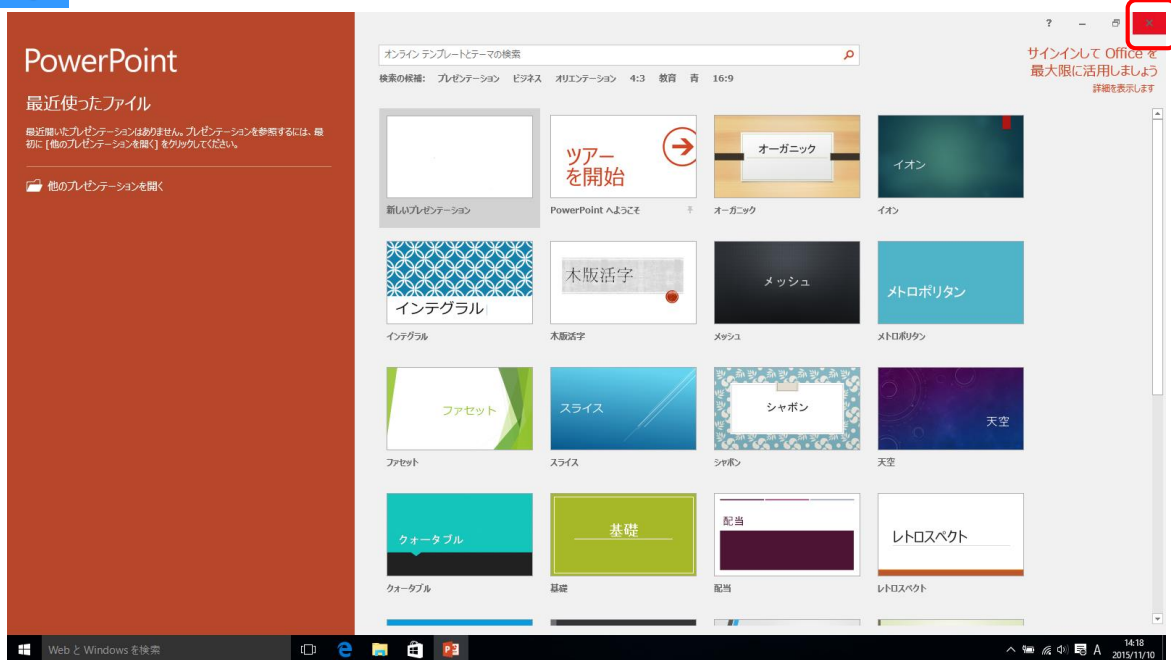 PowerPoint
最近使ったファイル
最近開いたプレゼンテーションはありません。プレゼンテーションを参照するには、最
初に [他のプレゼンテーションを開く] をクリックしてください。
他のプレゼンテーションを開く
?
オンライン テンプレートとテーマの検索
検索の候補: プレゼンテーション ビジネス オリエンテーション 4:3 教育 青 16:9
サインインして Office を
最大限に活用しましょう
詳細を表示します
新しいプレゼンテーション
ツアー
を開始
PowerPoint へようこそ
オーガニック
オーガニック
イオン
イオン
インテグラル
インテグラル
木版活字
木版活字
メッシュ
メッシュ
メトロポリタン
メトロポリタン
ファセット
ファセット
スライス
スライス
シャボン
シャボン
天空
天空
クォータブル
クォータブル
基礎
基礎
配当
配当
レトロスペクト
レトロスペクト
Web と Windows を検索
A
14:18
2015/11/10